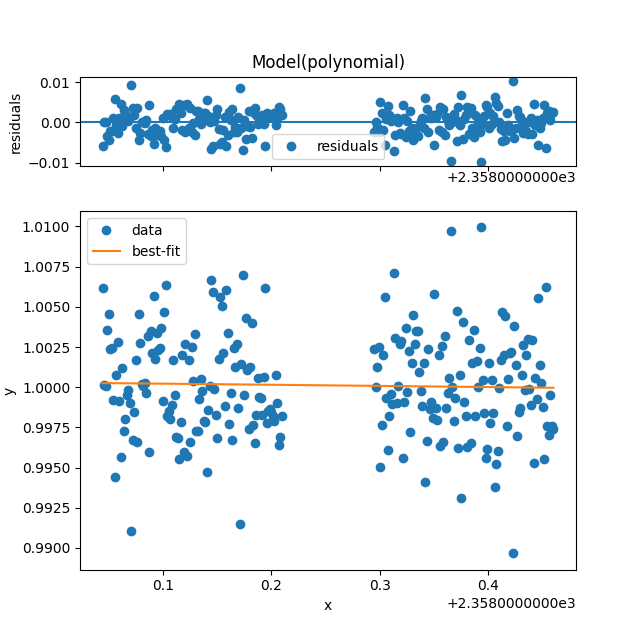 Model(polynomial)
0.01
0.00
−0.01
residuals
residuals
+2.3580000000e3
1.0100
1.0075
1.0050
1.0025
1.0000
0.9975
0.9950
0.9925
0.9900
y
data
best-fit
0.1 0.2 0.3 0.4
x
+2.3580000000e3